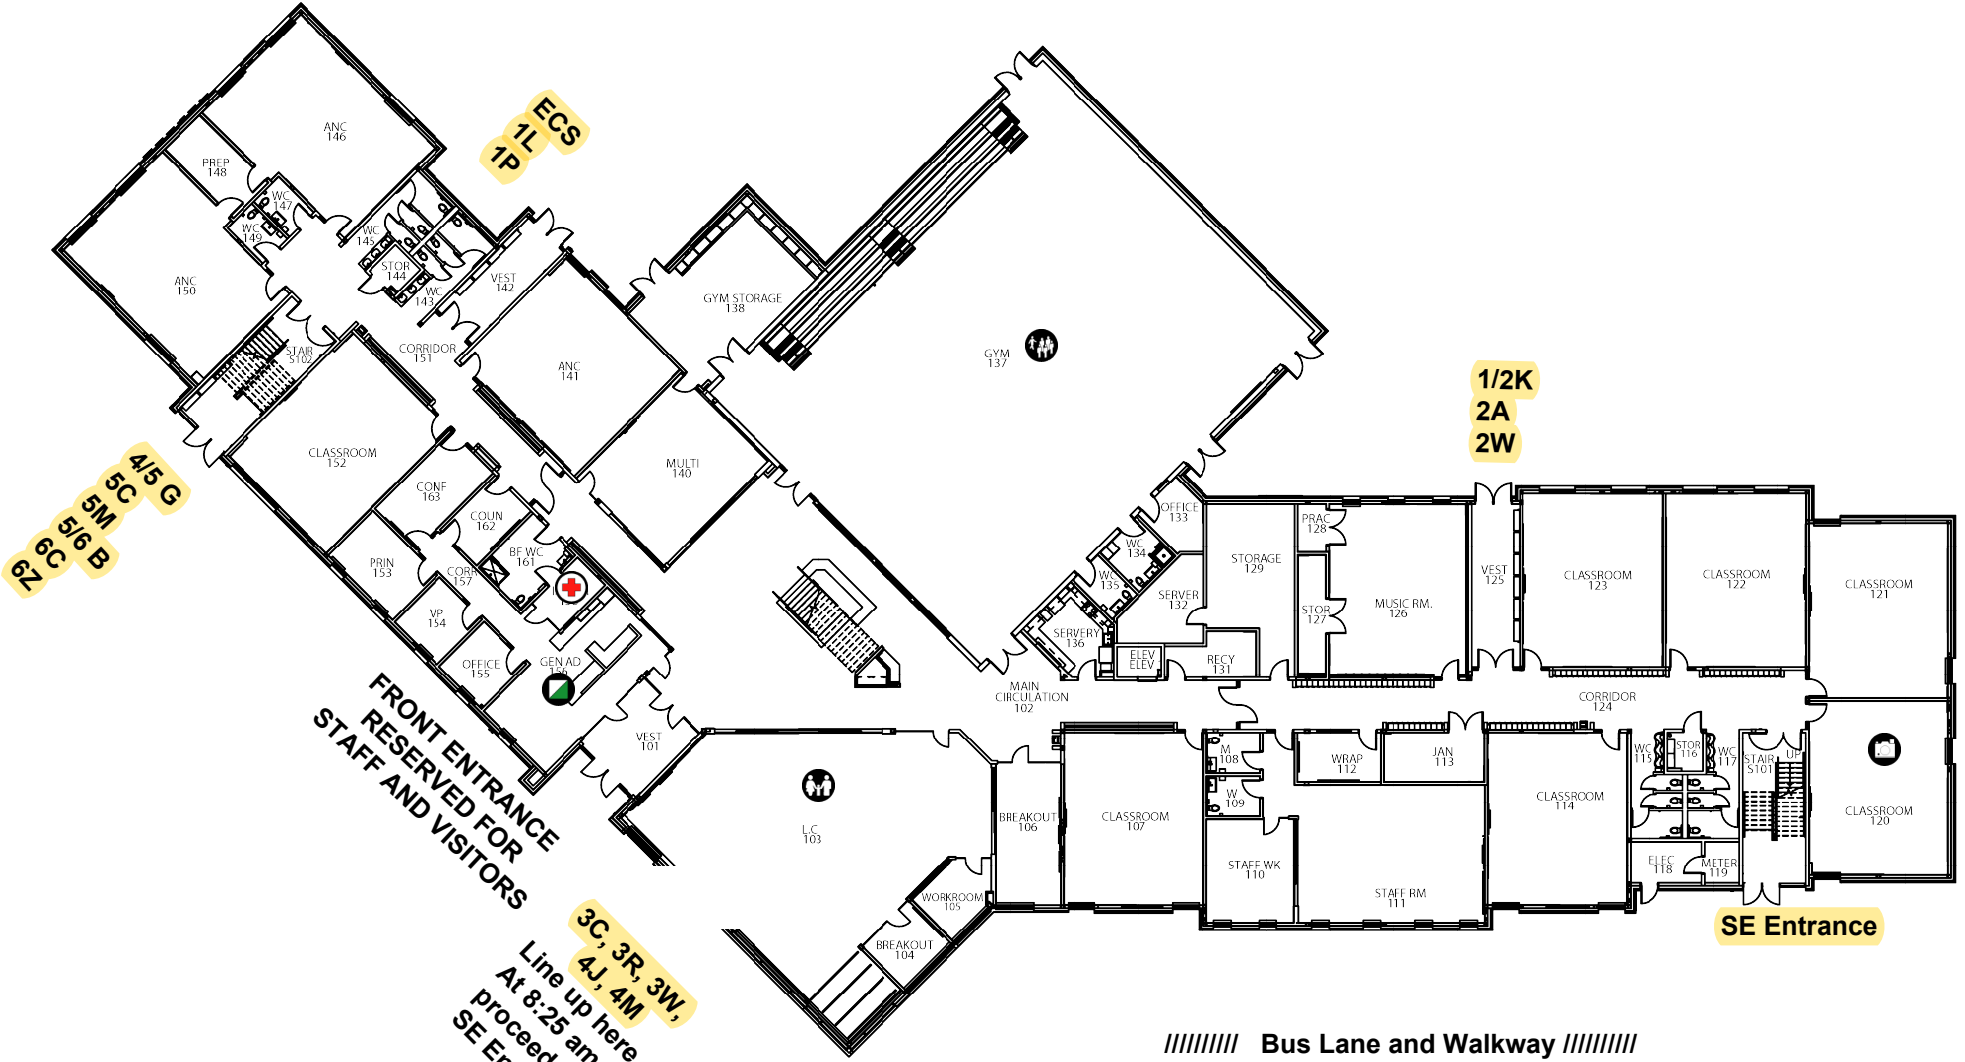 ANC
146
PREP
148
WC
147
WC
149
ANC
150
WC
145
STOR
144
WC
143
VEST
142
STAIR
S102
CORRIDOR
151
ANC
141
GYM STORAGE
138
GYM
137
MULTI
140
CLASSROOM
152
CONF
163
COUN
162
BF WC
161
PRIN
153
CORR
157
VP
154
OFFICE
155
GEN AD
VEST
101
ECS
1L
1P
4/5 G
5C
5M
5/6 B
6C
6Z
1/2K
2A
2W
OFFICE
133
WC
134
WC
135
SERVER
132
SERVERY
136
ELEV
ELEV
RECY
131
STORAGE
129
PRAC
128
STOR
127
MUSIC RM.
126
VEST
125
CLASSROOM
123
CLASSROOM
122
CLASSROOM
121
MAIN
CIRCULATION
102
CORRIDOR
124
L.C
103
BREAKOUT
106
WORKROOM
105
BREAKOUT
104
CLASSROOM
107
M
108
W
109
STAFF WK
110
WRAP
112
JAN
113
STAFF RM
111
CLASSROOM
114
WC
115
STOR
116
WC
117
STAIR
S101
UP
ELEC
118
METER
119
CLASSROOM
120
FRONT ENTRANCE
RESERVED FOR
STAFF AND VISITORS
3C, 3R, 3W,
4J, 4M
Line up here
At 8:25 am
proceed
SE
SE Entrance
////////// Bus Lane and Walkway //////////